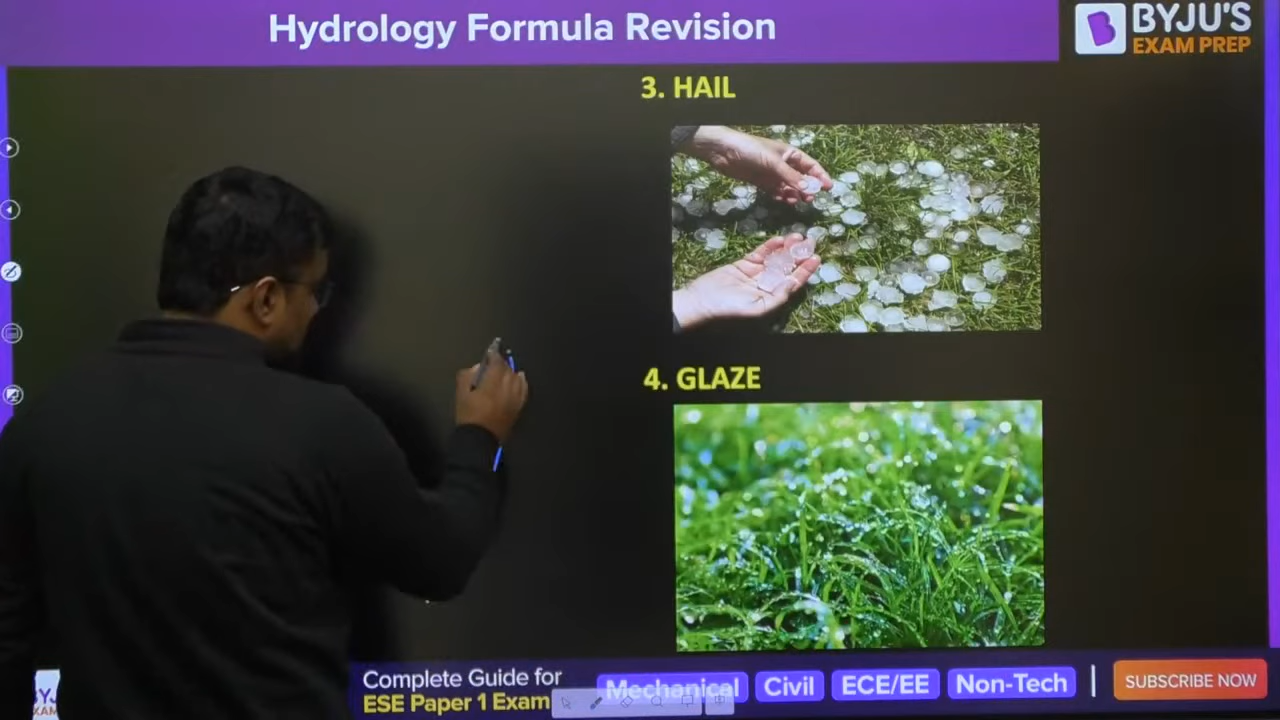 Hydrology Formula Revision
BYJU'S
EXAM PREP
3. HAIL
4. GLAZE
Complete Guide for
ESE Paper 1 Exam
Mechanical
Civil
ECE/EE
Non-Tech
SUBSCRIBE NOW